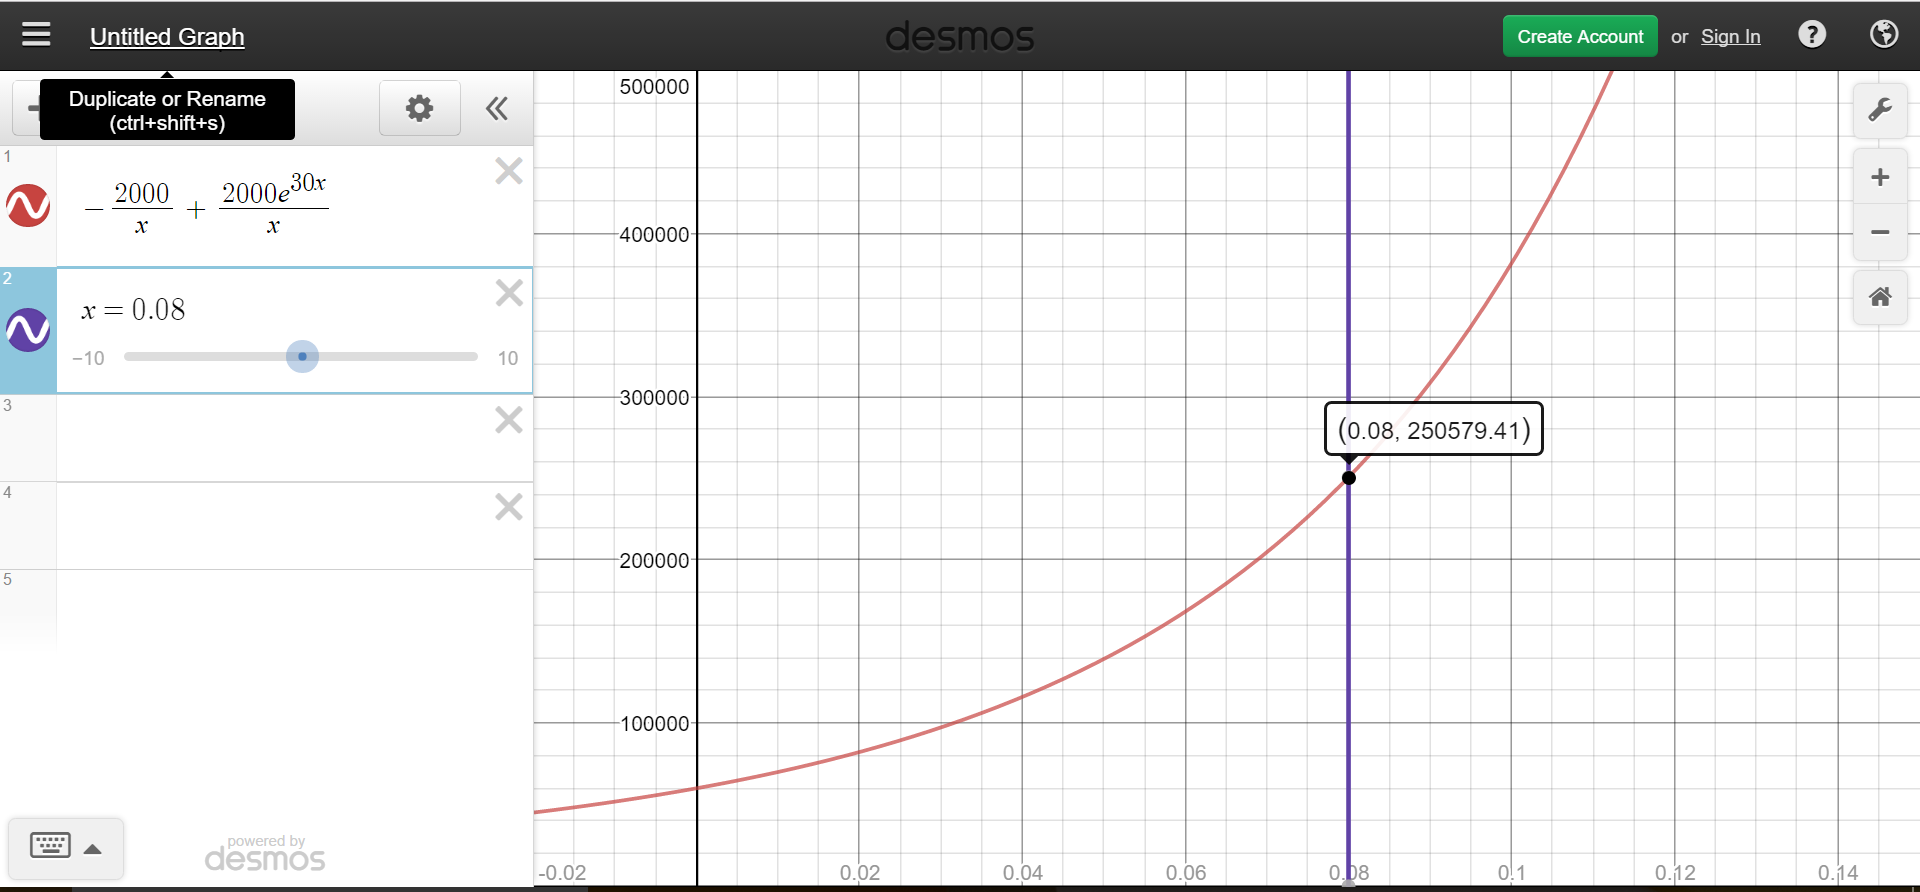 Untitled Graph
desmos
Create Account or Sign In
?
Duplicate or Rename
(ctrl+shift+s)
1
− 2000/x + 2000e^30x/x
2
x = 0.08
−10
10
3
4
5
powered by
desmos
500000
400000
300000
200000
100000
(0.08, 250579.41)
-0.02
0.02
0.04
0.06
0.08
0.1
0.12
0.14
+
−